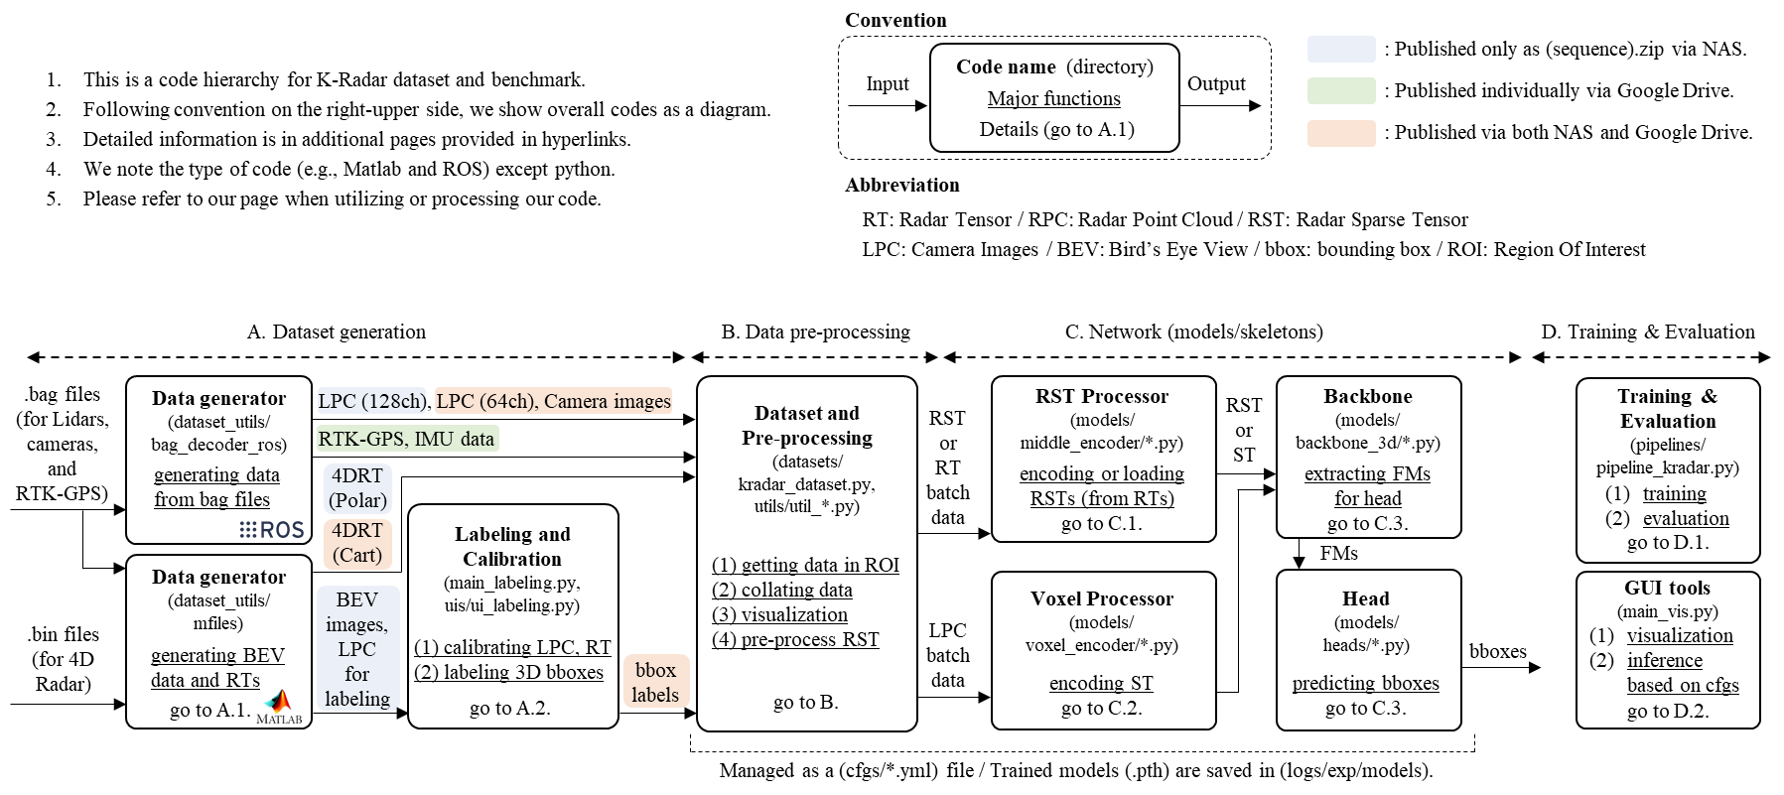 1. This is a code hierarchy for K-Radar dataset and benchmark.
2. Following convention on the right-upper side, we show overall codes as a diagram.
3. Detailed information is in additional pages provided in hyperlinks.
4. We note the type of code (e.g., Matlab and ROS) except python.
5. Please refer to our page when utilizing or processing our code.
Convention
Input
Code name (directory)
Major functions
Details (go to A.1)
Output
: Published only as (sequence).zip via NAS.
: Published individually via Google Drive.
: Published via both NAS and Google Drive.
Abbreviation
RT: Radar Tensor / RPC: Radar Point Cloud / RST: Radar Sparse Tensor
LPC: Camera Images / BEV: Bird's Eye View / bbox: bounding box / ROI: Region Of Interest
A. Dataset generation
B. Data pre-processing
C. Network (models/skeletons)
D. Training & Evaluation
.bag files
(for Lidars,
cameras,
and
RTK-GPS)
.bin files
(for 4D
Radar)
Data generator
(dataset_utils/
bag_decoder_ros)
generating data
from bag files
ROS
Data generator
(dataset_utils/
mfiles)
generating BEV
data and RTs
go to A.1.
MATLAB
LPC (128ch), LPC (64ch), Camera images
RTK-GPS, IMU data
4DRT
(Polar)
4DRT
(Cart)
BEV
images,
LPC
for
labeling
Labeling and
Calibration
(main_labeling.py,
uis/ui_labeling.py)
(1) calibrating LPC, RT
(2) labeling 3D bboxes
go to A.2.
bbox
labels
Dataset and
Pre-processing
(datasets/
kradar_dataset.py,
utils/util_*.py)
(1) getting data in ROI
(2) collating data
(3) visualization
(4) pre-process RST
go to B.
RST
or
RT
batch
data
LPC
batch
data
RST Processor
(models/
middle_encoder/*.py)
encoding or loading
RSTs (from RTs)
go to C.1.
Voxel Processor
(models/
voxel_encoder/*.py)
encoding ST
go to C.2.
RST
or
ST
Backbone
(models/
backbone_3d/*.py)
extracting FMs
for head
go to C.3.
FMs
Head
(models/
heads/*.py)
predicting bboxes
go to C.3.
bboxes
Training &
Evaluation
(pipelines/
pipeline_kradar.py)
(1) training
(2) evaluation
go to D.1.
GUI tools
(main_vis.py)
(1) visualization
(2) inference
based on cfgs
go to D.2.
Managed as a (cfgs/*.yml) file / Trained models (.pth) are saved in (logs/exp/models).